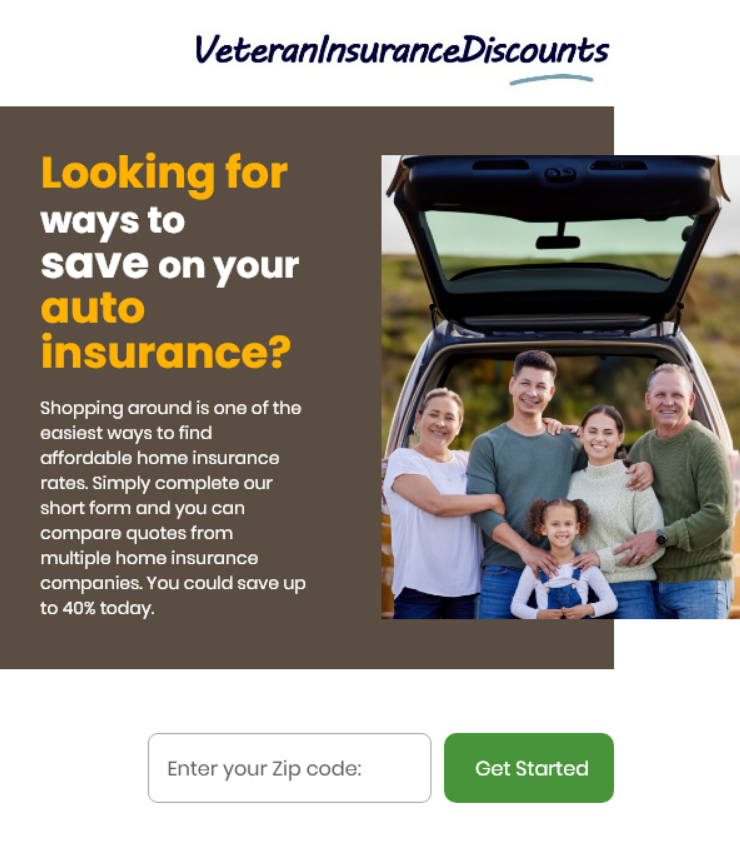 VeteranInsuranceDiscounts
Looking for
ways to
save on your
auto
insurance?
Shopping around is one of the
easiest ways to find
affordable home insurance
rates. Simply complete our
short form and you can
compare quotes from
multiple home insurance
companies. You could save up
to 40% today.
Enter your Zip code:
Get Started